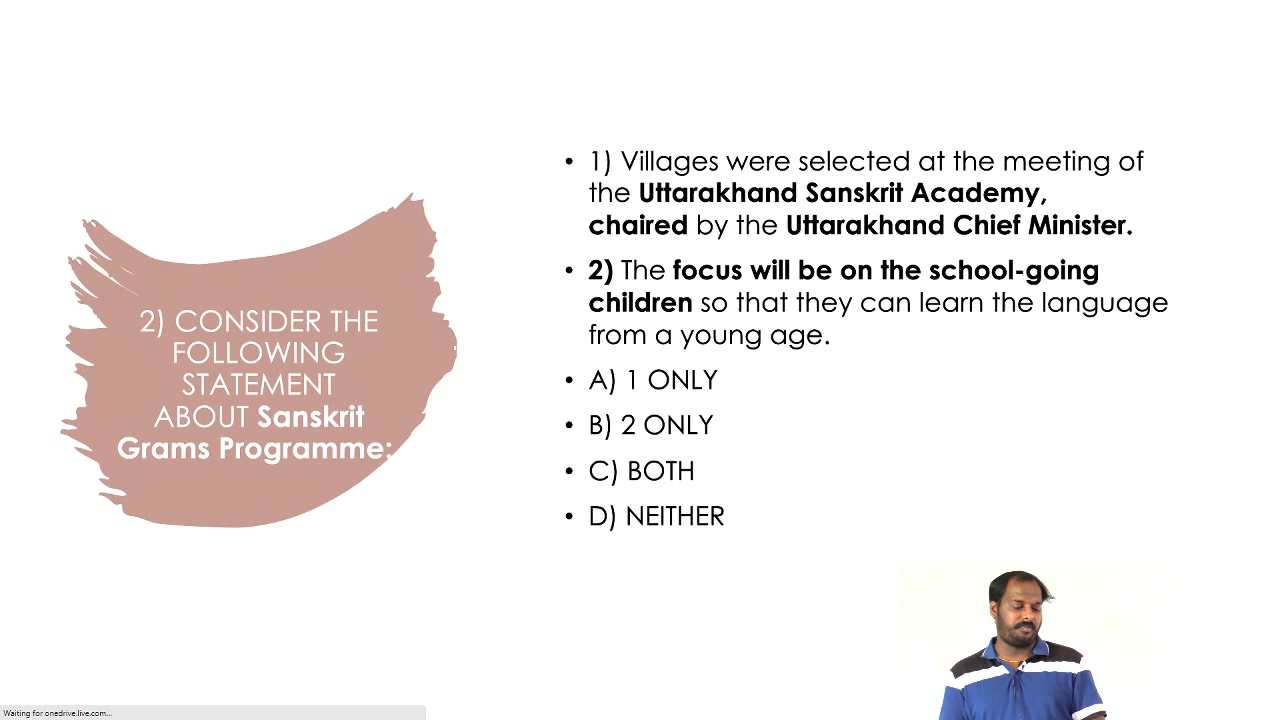 2) CONSIDER THE
FOLLOWING
STATEMENT
ABOUT Sanskrit
Grams Programme:
• 1) Villages were selected at the meeting of
the Uttarakhand Sanskrit Academy,
chaired by the Uttarakhand Chief Minister.
• 2) The focus will be on the school-going
children so that they can learn the language
from a young age.
• A) 1 ONLY
• B) 2 ONLY
• C) BOTH
• D) NEITHER
Waiting for onedrive.live.com...